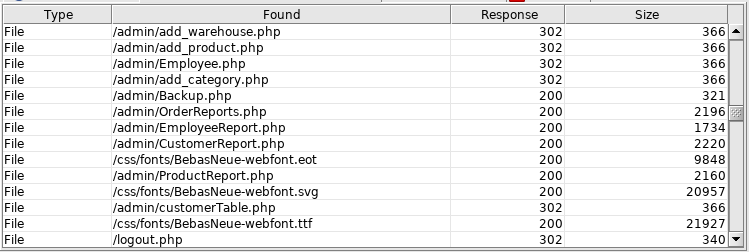 Type Found Response Size
File /admin/add_warehouse.php 302 366
File /admin/add_product.php 302 366
File /admin/Employee.php 302 366
File /admin/add_category.php 302 366
File /admin/Backup.php 200 321
File /admin/OrderReports.php 200 2196
File /admin/EmployeeReport.php 200 1734
File /admin/CustomerReport.php 200 2220
File /css/fonts/BebasNeue-webfont.eot 200 9848
File /admin/ProductReport.php 200 2160
File /css/fonts/BebasNeue-webfont.svg 200 20957
File /admin/customerTable.php 302 366
File /css/fonts/BebasNeue-webfont.ttf 200 21927
File /logout.php 302 340